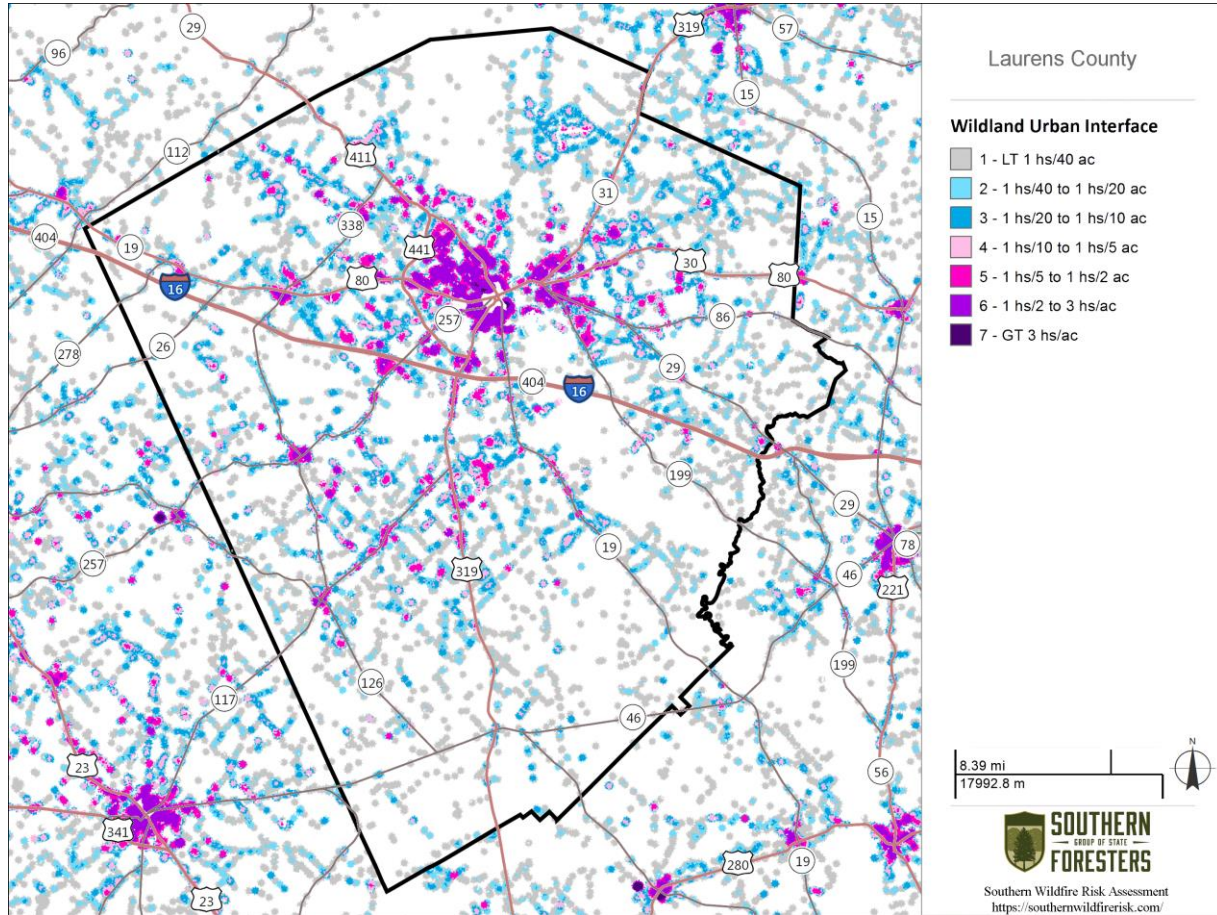 Laurens County
Wildland Urban Interface
1 - LT 1 hs/40 ac
2 - 1 hs/40 to 1 hs/20 ac
3 - 1 hs/20 to 1 hs/10 ac
4 - 1 hs/10 to 1 hs/5 ac
5 - 1 hs/5 to 1 hs/2 ac
6 - 1 hs/2 to 3 hs/ac
7 - GT 3 hs/ac
29
319
57
96
15
112
411
31
15
338
404
19
441
30
16
80
80
257
86
278
26
404
16
29
199
29
78
257
319
19
46
221
199
117
126
46
23
56
341
280
19
23
8.39 mi
17992.8 m
N
SOUTHERN
GROUP OF STATE
FORESTERS
Southern Wildfire Risk Assessment
https://southernwildfirerisk.com/